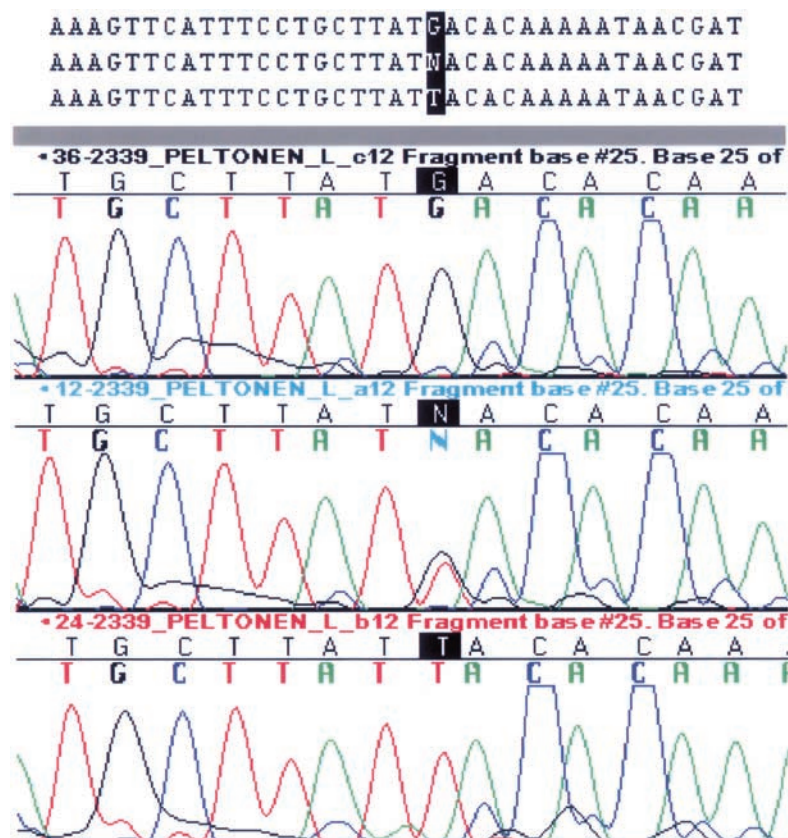 AAAGTTCATTTCCTGCTTATGACACAAAAATAACGAT
AAAGTTCATTTCCTGCTTATNACACAAAAATAACGAT
AAAGTTCATTTCCTGCTTATTACACAAAAATAACGAT
•36-2339_PELTONEN_L_c12 Fragment base #25. Base 25 of
T G C T T A T G A C A C A A
T G C T T A T G A C A C A A
•12-2339_PELTONEN_L_a12 Fragment base #25. Base 25 of
T G C T T A T N A C A C A A
T G C T T A T N A C A C A A
•24-2339_PELTONEN_L_b12 Fragment base #25. Base 25 of
T G C T T A T T A C A C A A
T G C T T A T T A C A C A A A